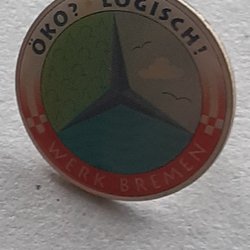 ÖKO? LOGISCH!
WERK BREMEN